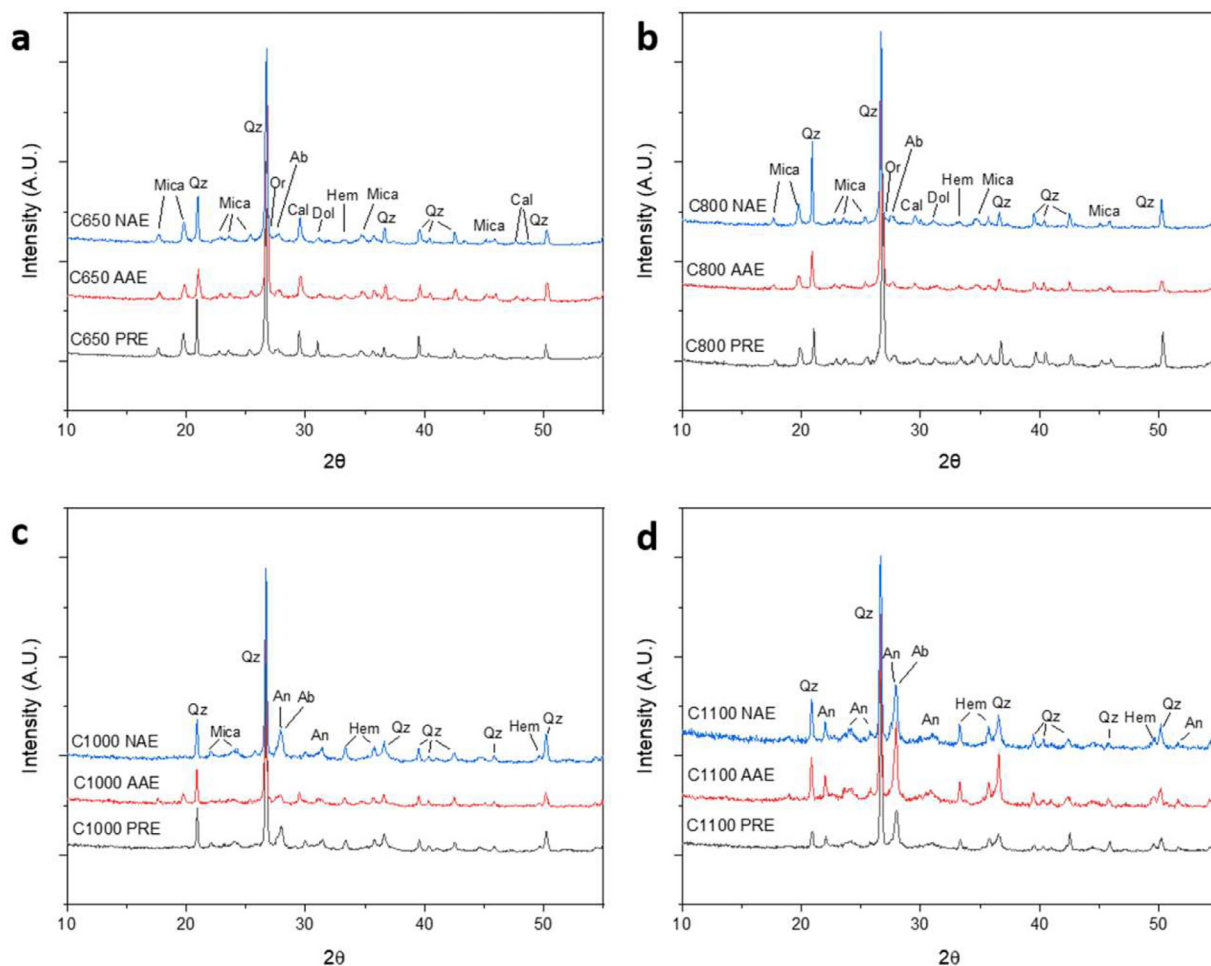 a
Intensity (A.U.)
Mica
Qz
Mica
Qz
Or
Ab
Cal
Dol
Hem
Mica
Qz
Qz
Mica
Cal
Qz
C650 NAE
C650 AAE
C650 PRE
10 20 30 40 50
2θ
b
Intensity (A.U.)
Mica
Qz
Mica
Qz
Or
Ab
Cal
Dol
Hem
Mica
Qz
Qz
Mica
Qz
C800 NAE
C800 AAE
C800 PRE
10 20 30 40 50
2θ
c
Intensity (A.U.)
Qz
Mica
Qz
An
Ab
An
Hem
Qz
Qz
Qz
Hem
Qz
C1000 NAE
C1000 AAE
C1000 PRE
10 20 30 40 50
2θ
d
Intensity (A.U.)
Qz
An
An
Qz
An
Ab
An
Hem
Qz
Qz
Qz
Hem
Qz
An
C1100 NAE
C1100 AAE
C1100 PRE
10 20 30 40 50
2θ